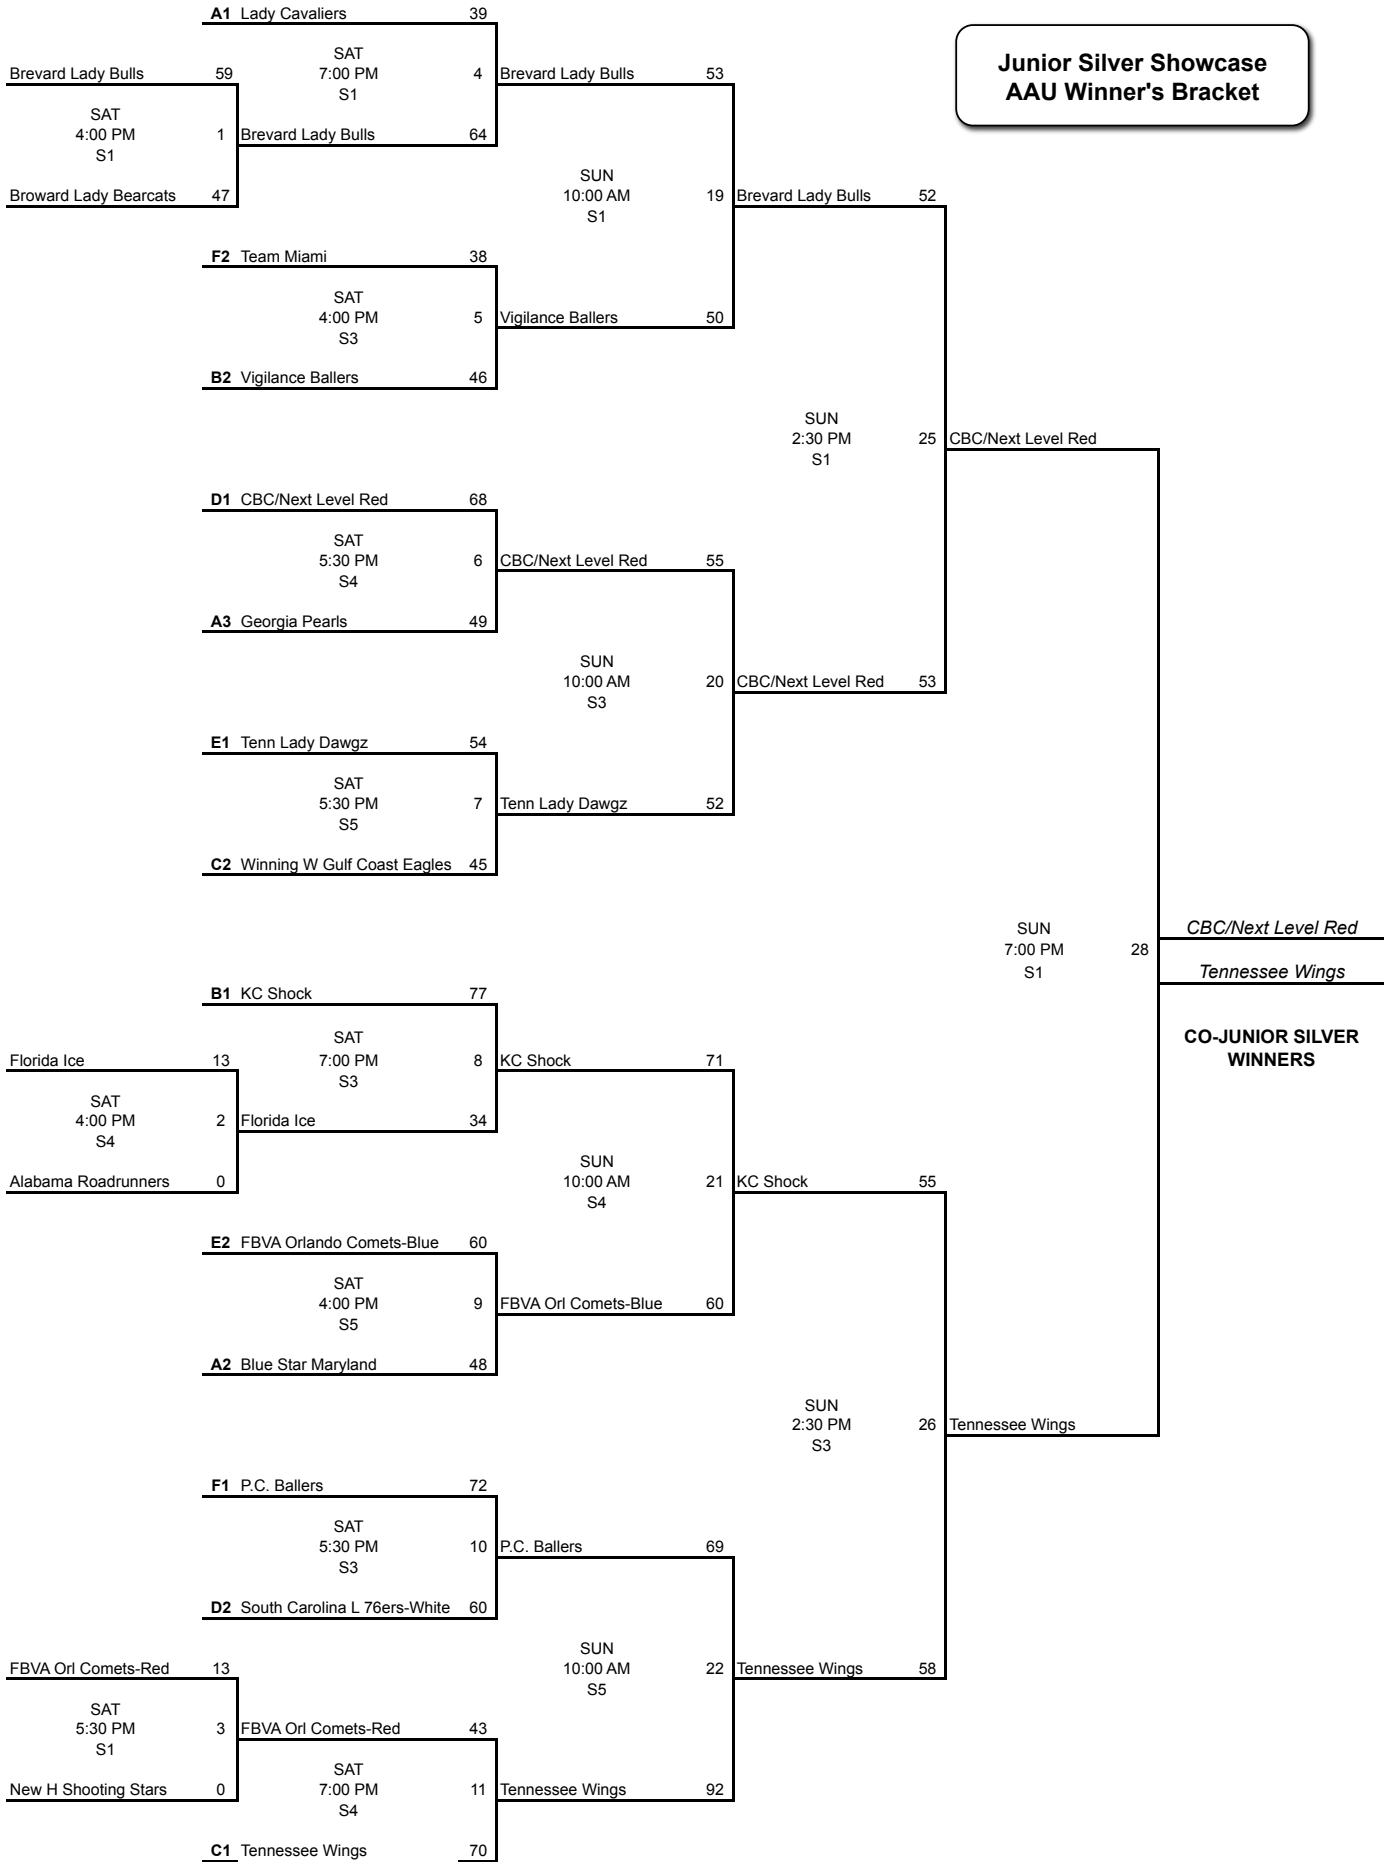 A1 Lady Cavaliers 39
Junior Silver Showcase
AAU Winner's Bracket
SAT
Brevard Lady Bulls 59 7:00 PM 4 Brevard Lady Bulls 53
S1
SAT
4:00 PM 1 Brevard Lady Bulls 64
S1
SUN
Broward Lady Bearcats 47 10:00 AM 19 Brevard Lady Bulls 52
S1
F2 Team Miami 38
SAT
4:00 PM 5 Vigilance Ballers 50
S3
B2 Vigilance Ballers 46
SUN
2:30 PM 25 CBC/Next Level Red
S1
D1 CBC/Next Level Red 68
SAT
5:30 PM 6 CBC/Next Level Red 55
S4
A3 Georgia Pearls 49
SUN
10:00 AM 20 CBC/Next Level Red 53
S3
E1 Tenn Lady Dawgz 54
SAT
5:30 PM 7 Tenn Lady Dawgz 52
S5
C2 Winning W Gulf Coast Eagles 45
SUN CBC/Next Level Red
7:00 PM 28
S1 Tennessee Wings
B1 KC Shock 77
CO-JUNIOR SILVER
WINNERS
SAT
Florida Ice 13 7:00 PM 8 KC Shock 71
S3
SAT
4:00 PM 2 Florida Ice 34
S4
SUN
Alabama Roadrunners 0 10:00 AM 21 KC Shock 55
S4
E2 FBVA Orlando Comets-Blue 60
SAT
4:00 PM 9 FBVA Orl Comets-Blue 60
S5
A2 Blue Star Maryland 48
SUN
2:30 PM 26 Tennessee Wings
S3
F1 P.C. Ballers 72
SAT
5:30 PM 10 P.C. Ballers 69
S3
D2 South Carolina L 76ers-White 60
SUN
FBVA Orl Comets-Red 13 10:00 AM 22 Tennessee Wings 58
S5
SAT
5:30 PM 3 FBVA Orl Comets-Red 43
S1
SAT
New H Shooting Stars 0 7:00 PM 11 Tennessee Wings 92
S4
C1 Tennessee Wings 70